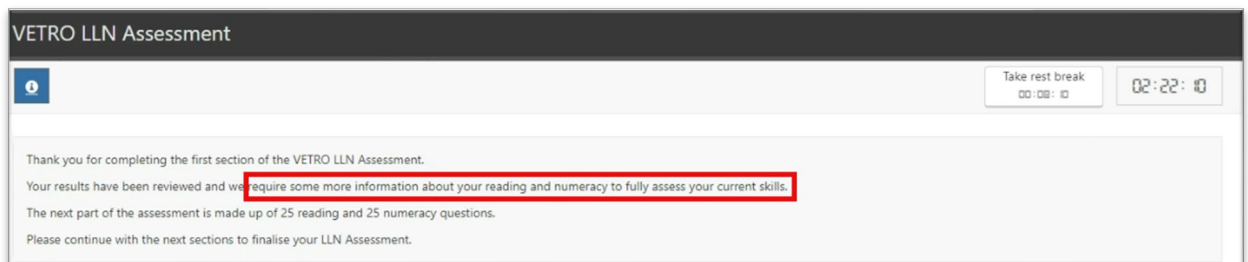 VETRO LLN Assessment
Take rest break
00:08:10
02:22:10
Thank you for completing the first section of the VETRO LLN Assessment.
Your results have been reviewed and we require some more information about your reading and numeracy to fully assess your current skills.
The next part of the assessment is made up of 25 reading and 25 numeracy questions.
Please continue with the next sections to finalise your LLN Assessment.